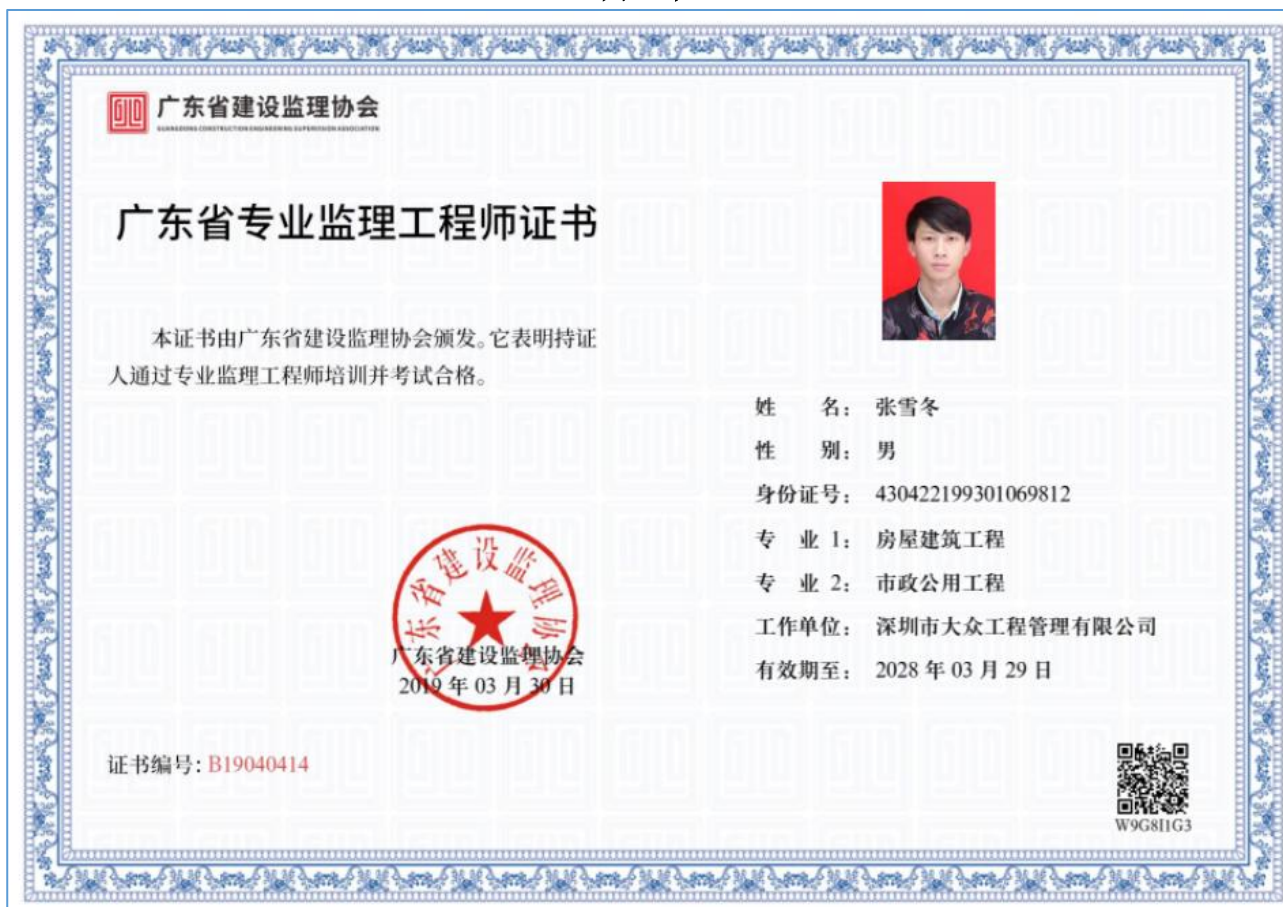 广东省建设监理协会
GUANGDONG CONSTRUCTION ENGINEERING SUPERVISION ASSOCIATION
广东省专业监理工程师证书
本证书由广东省建设监理协会颁发。它表明持证
人通过专业监理工程师培训并考试合格。
姓 名: 张雪冬
性 别: 男
身份证号: 430422199301069812
专 业 1: 房屋建筑工程
专 业 2: 市政公用工程
工作单位: 深圳市大众工程管理有限公司
有效期至: 2028 年 03 月 29 日
广东省建设监理协会
广东省建设监理协会
2019 年 03 月 30 日
证书编号: B19040414
W9G8I1G3